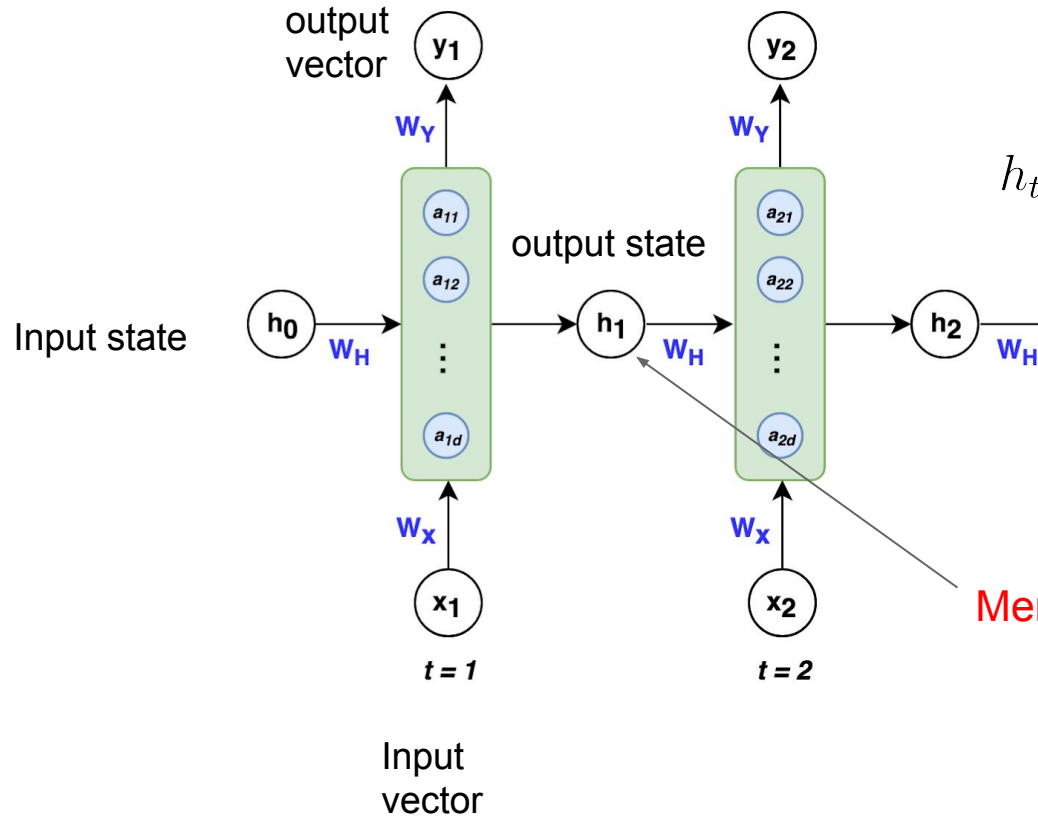 output
vector
y1
y2
WY
WY
ht
a11
a21
output state
a12
a22
Input state
h0
h1
h2
WH
WH
WH
⋮
⋮
a1d
a2d
WX
WX
x1
x2
t = 1
t = 2
Input
vector